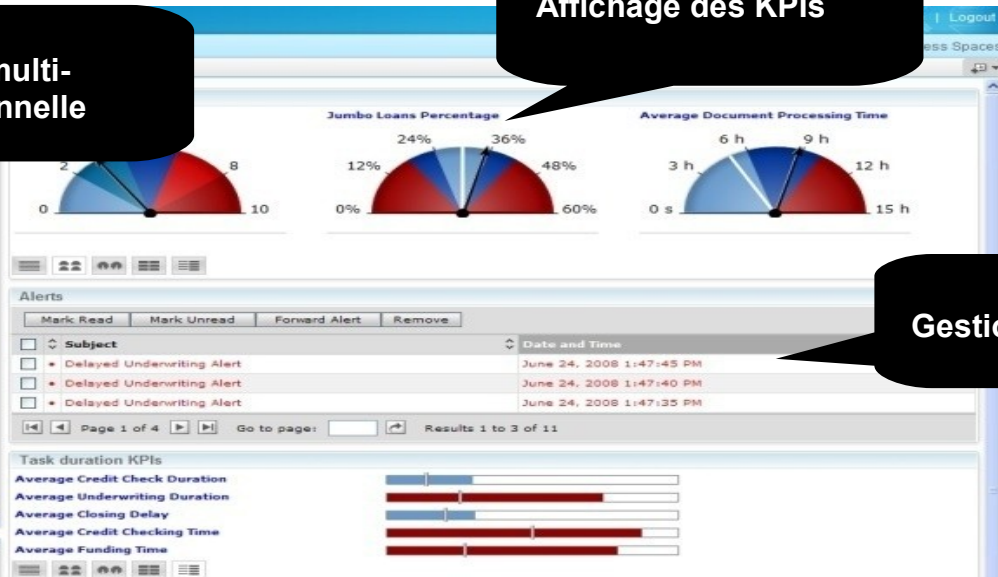 Affichage des KPIs
| Logout
Jumbo Loans Percentage
Average Document Processing Time
2
8
0
10
0%
12%
24%
36%
48%
60%
0 s
3 h
6 h
9 h
12 h
15 h
Alerts
Mark Read Mark Unread Forward Alert Remove
Subject Date and Time
• Delayed Underwriting Alert June 24, 2008 1:47:45 PM
• Delayed Underwriting Alert June 24, 2008 1:47:40 PM
• Delayed Underwriting Alert June 24, 2008 1:47:35 PM
Page 1 of 4 Go to page: Results 1 to 3 of 11
Task duration KPIs
Average Credit Check Duration
Average Underwriting Duration
Average Closing Delay
Average Credit Checking Time
Average Funding Time